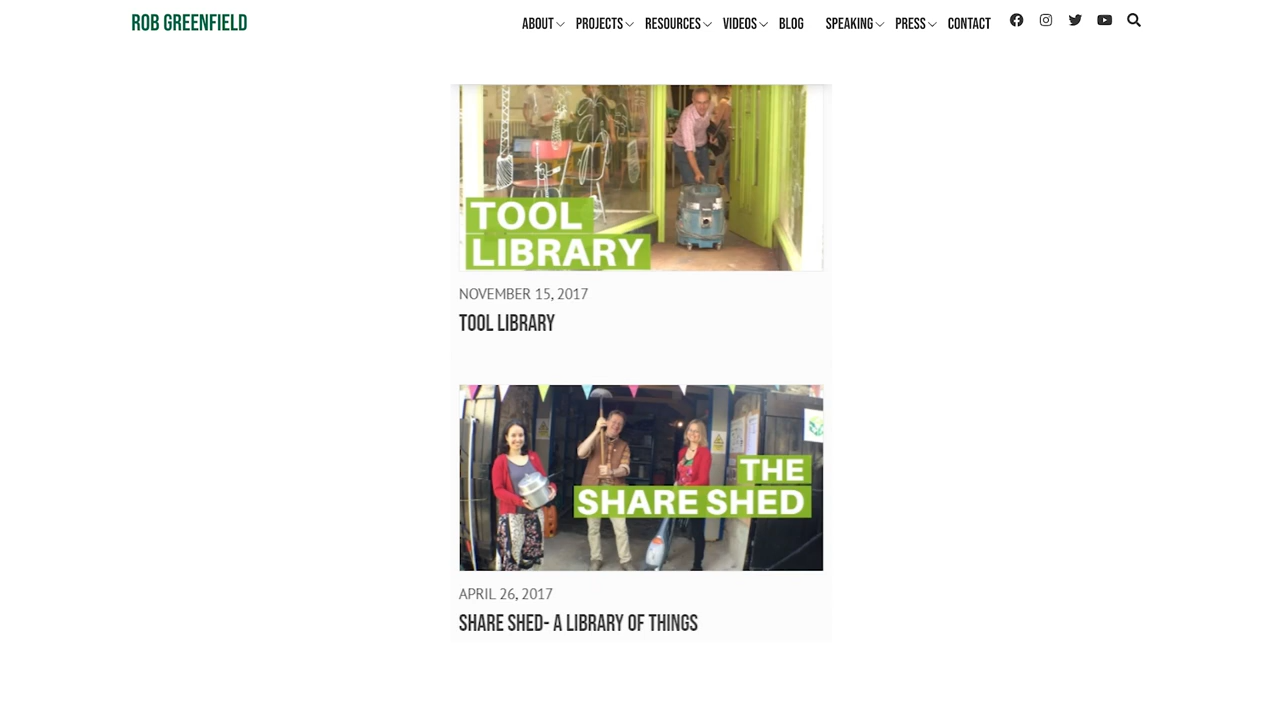 ROB GREENFIELD
ABOUT PROJECTS RESOURCES VIDEOS BLOG SPEAKING PRESS CONTACT
TOOL
LIBRARY
NOVEMBER 15, 2017
TOOL LIBRARY
THE
SHARE SHED
APRIL 26, 2017
SHARE SHED- A LIBRARY OF THINGS